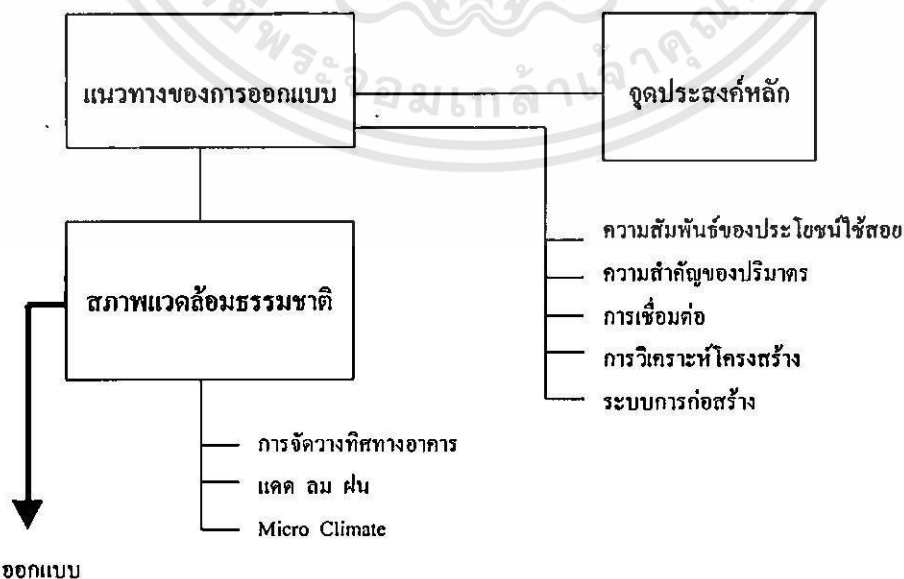 แนวทางของการออกแบบ
จุดประสงค์หลัก
ความสัมพันธ์ของประโยชน์ใช้สอย
ความสำคัญของปริมาตร
การเชื่อมต่อ
การวิเคราะห์โครงสร้าง
ระบบการก่อสร้าง
สภาพแวดล้อมธรรมชาติ
การจัดวางทิศทางอาคาร
แดด ลม ฝน
Micro Climate
ออกแบบ